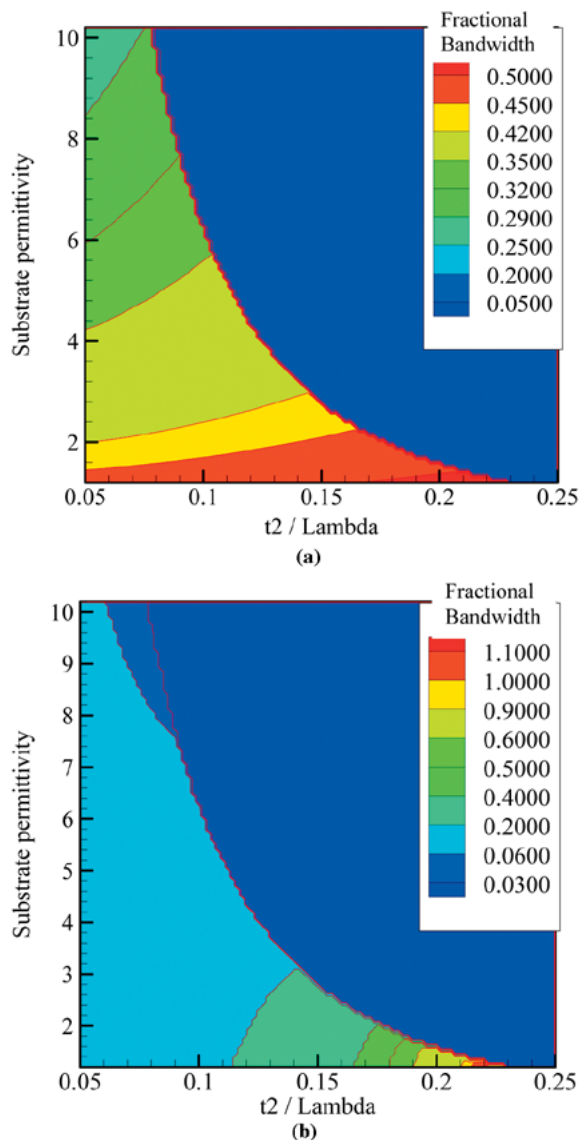 Fractional
Bandwidth
0.5000
0.4500
0.4200
0.3500
0.3200
0.2900
0.2500
0.2000
0.0500
Substrate permittivity
10
8
6
4
2
0.05 0.1 0.15 0.2 0.25
t2 / Lambda
(a)
Fractional
Bandwidth
1.1000
1.0000
0.9000
0.6000
0.5000
0.4000
0.2000
0.0600
0.0300
Substrate permittivity
10
9
8
7
6
5
4
3
2
0.05 0.1 0.15 0.2 0.25
t2 / Lambda
(b)